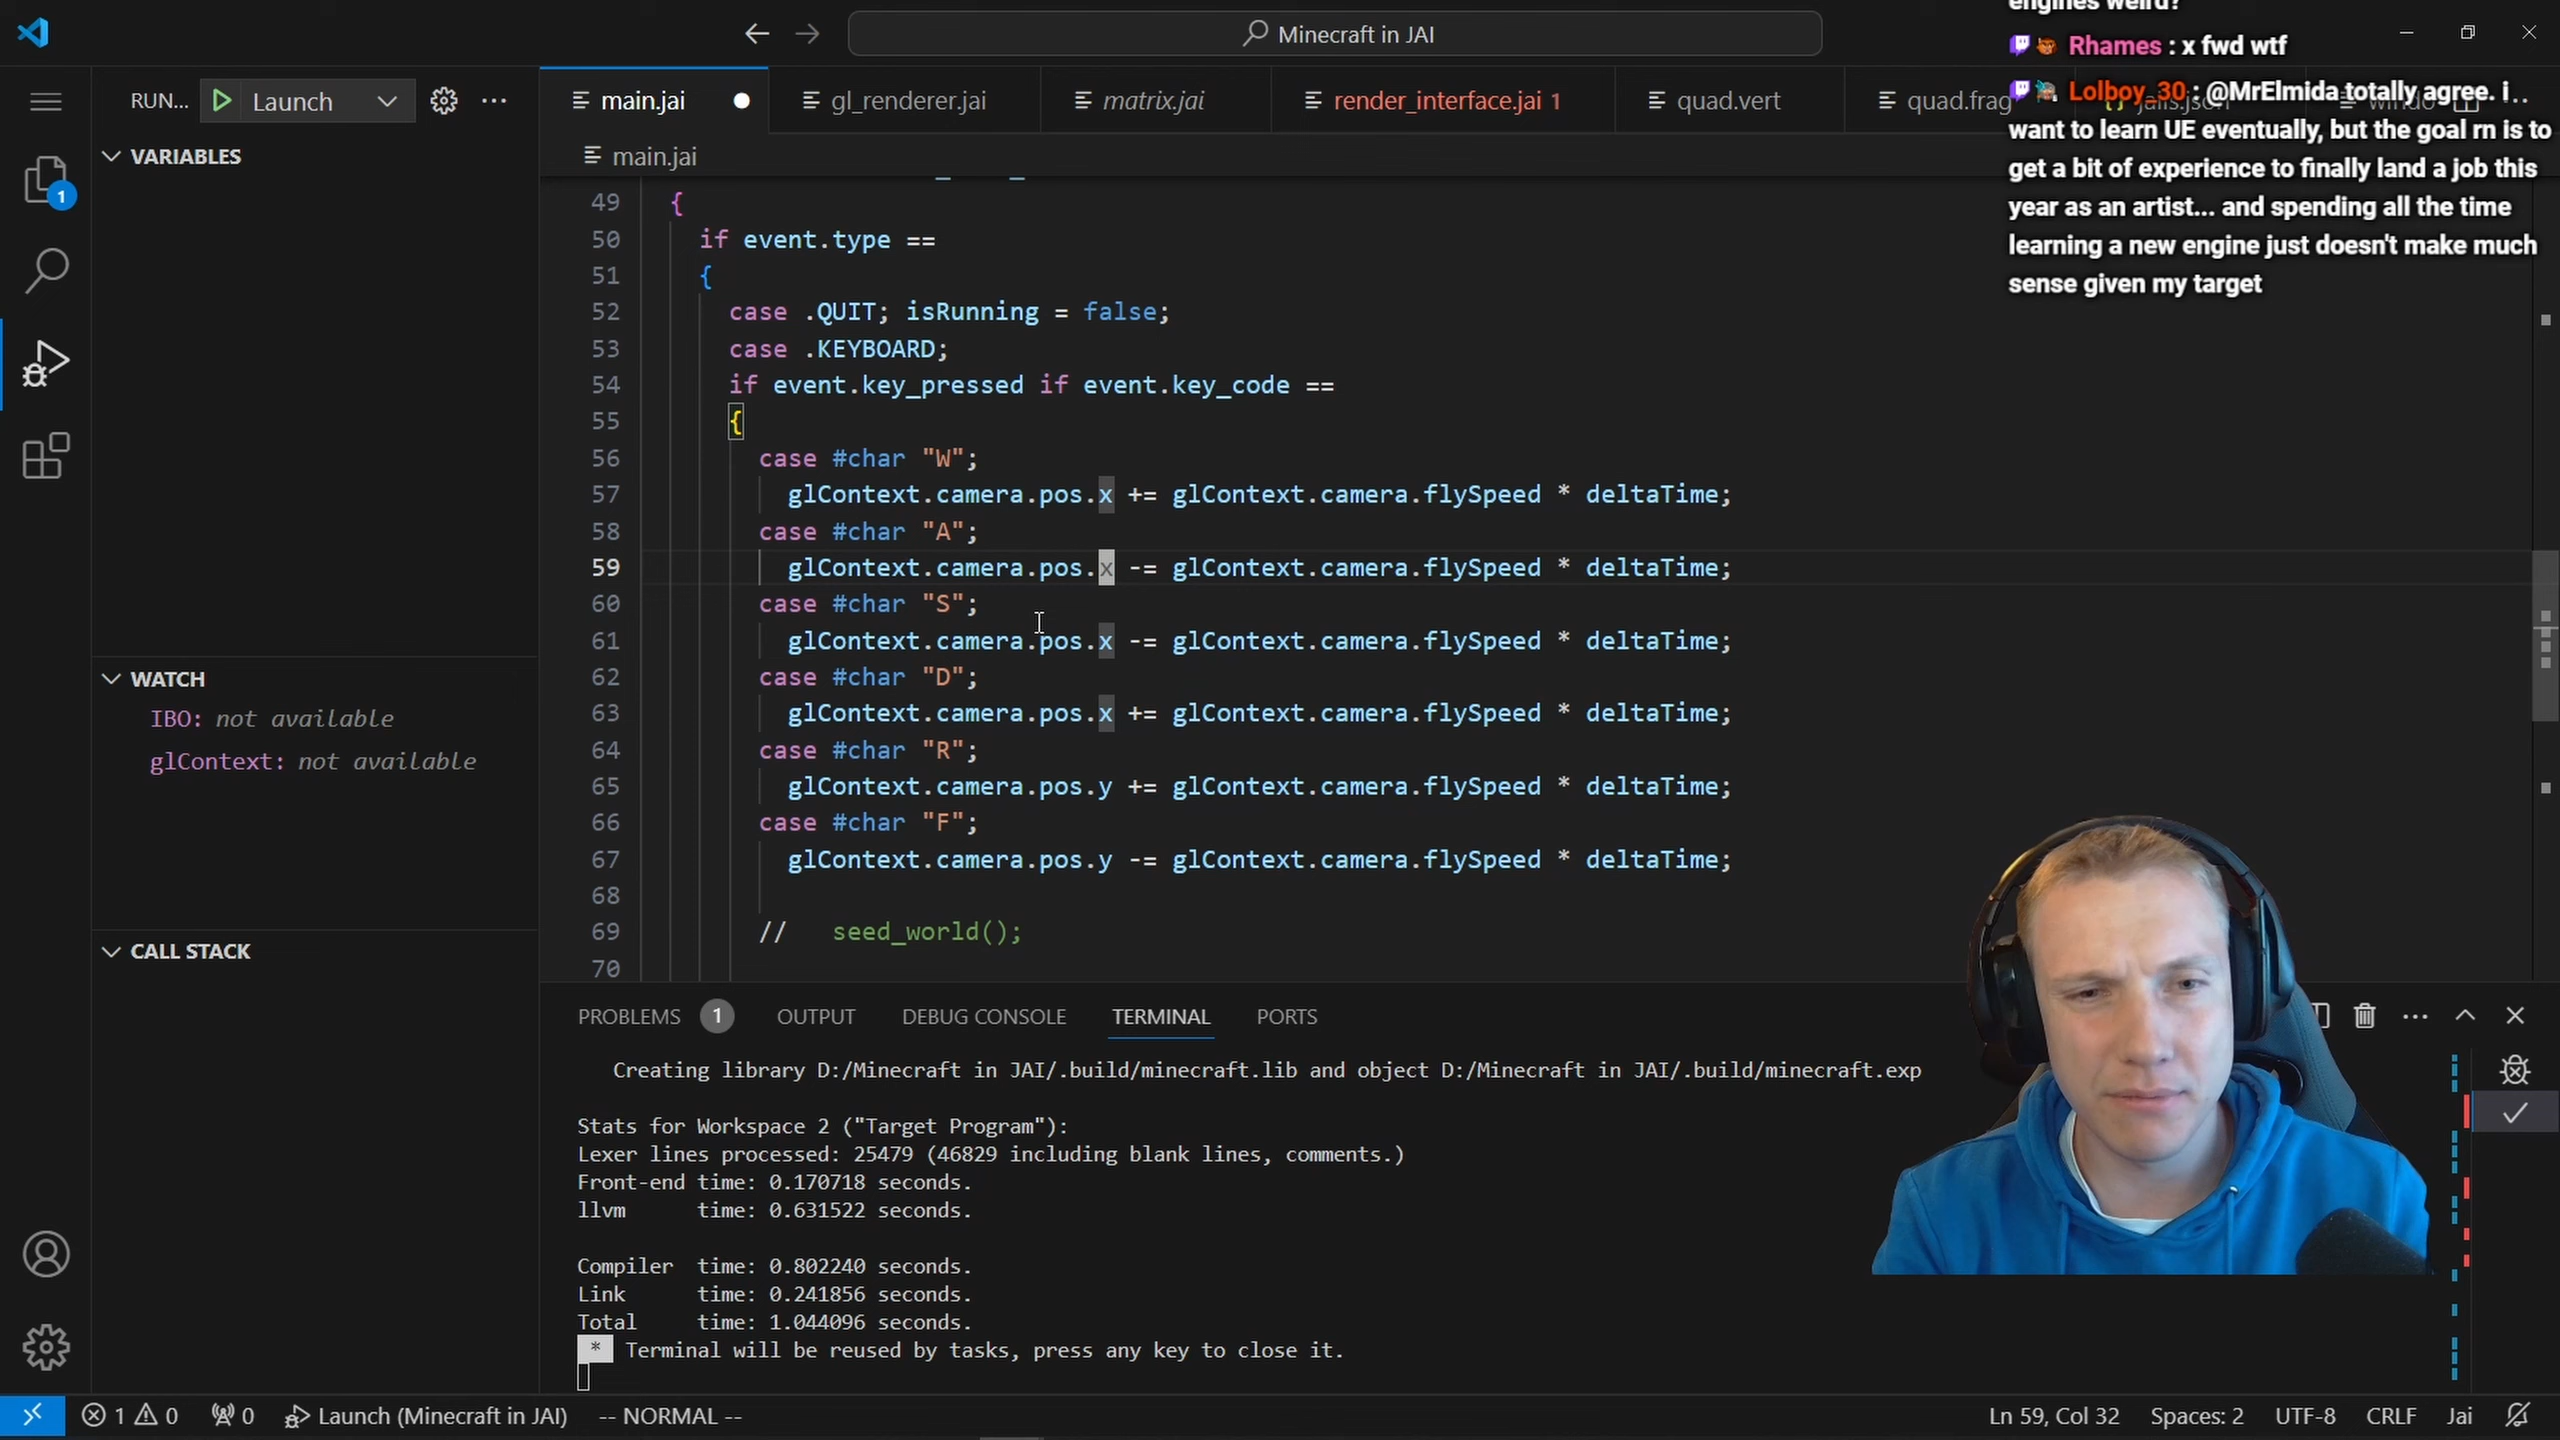 Minecraft in JAI
engines weird?
Rhames : x fwd wtf
Lolboy_30 : @MrElmida totally agree. i
want to learn UE eventually, but the goal rn is to
get a bit of experience to finally land a job this
year as an artist... and spending all the time
learning a new engine just doesn't make much
sense given my target
RUN... Launch
main.jai
gl_renderer.jai
matrix.jai
render_interface.jai 1
quad.vert
quad.frag
main.jai
VARIABLES
1
49 {
50 if event.type ==
51 {
52 case .QUIT; isRunning = false;
53 case .KEYBOARD;
54 if event.key_pressed if event.key_code ==
55 {
56 case #char "W";
57 glContext.camera.pos.x += glContext.camera.flySpeed * deltaTime;
58 case #char "A";
59 glContext.camera.pos.x -= glContext.camera.flySpeed * deltaTime;
60 case #char "S";
61 glContext.camera.pos.x -= glContext.camera.flySpeed * deltaTime;
62 case #char "D";
63 glContext.camera.pos.x += glContext.camera.flySpeed * deltaTime;
64 case #char "R";
65 glContext.camera.pos.y += glContext.camera.flySpeed * deltaTime;
66 case #char "F";
67 glContext.camera.pos.y -= glContext.camera.flySpeed * deltaTime;
68
69 // seed_world();
70
WATCH
IBO: not available
glContext: not available
CALL STACK
PROBLEMS 1 OUTPUT DEBUG CONSOLE TERMINAL PORTS
Creating library D:/Minecraft in JAI/.build/minecraft.lib and object D:/Minecraft in JAI/.build/minecraft.exp
Stats for Workspace 2 ("Target Program"):
Lexer lines processed: 25479 (46829 including blank lines, comments.)
Front-end time: 0.170718 seconds.
llvm time: 0.631522 seconds.
Compiler time: 0.802240 seconds.
Link time: 0.241856 seconds.
Total time: 1.044096 seconds.
* Terminal will be reused by tasks, press any key to close it.
1 0 0 Launch (Minecraft in JAI) -- NORMAL -- Ln 59, Col 32 Spaces: 2 UTF-8 CRLF Jai